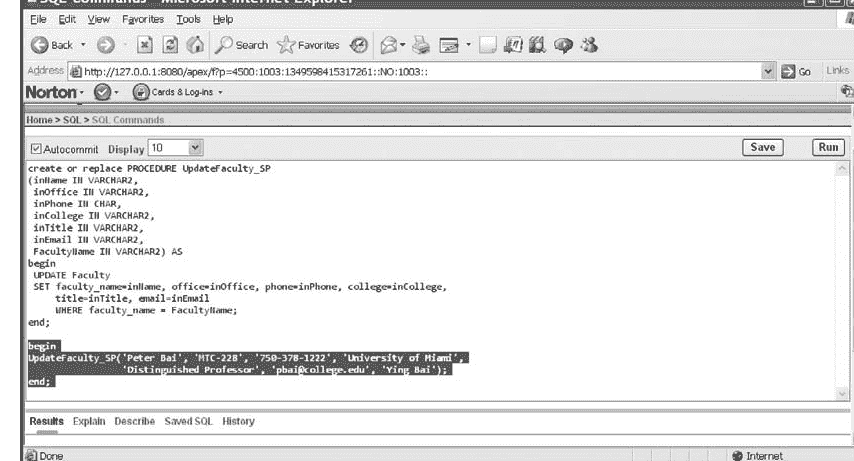 SQL Commands - Microsoft Internet Explorer
File Edit View Favorites Tools Help
Back Search Favorites
Address http://127.0.0.1:8080/apex/f?p=4500:1003:1349598415317261::NO:1003:: Go Links
Norton Cards & Log-ins
Home > SQL > SQL Commands
Autocommit Display 10 Save Run
create or replace PROCEDURE UpdateFaculty_SP
(inName IN VARCHAR2,
inOffice IN VARCHAR2,
inPhone IN CHAR,
inCollege IN VARCHAR2,
inTitle IN VARCHAR2,
inEmail IN VARCHAR2,
FacultyName IN VARCHAR2) AS
begin
UPDATE Faculty
SET faculty_name=inName, office=inOffice, phone=inPhone, college=inCollege,
title=inTitle, email=inEmail
WHERE faculty_name = FacultyName;
end;
begin
UpdateFaculty_SP('Peter Bai', 'MTC-228', '750-378-1222', 'University of Miami',
'Distinguished Professor', 'pbai@college.edu', 'Ying Bai');
end;
Results Explain Describe Saved SQL History
Done Internet